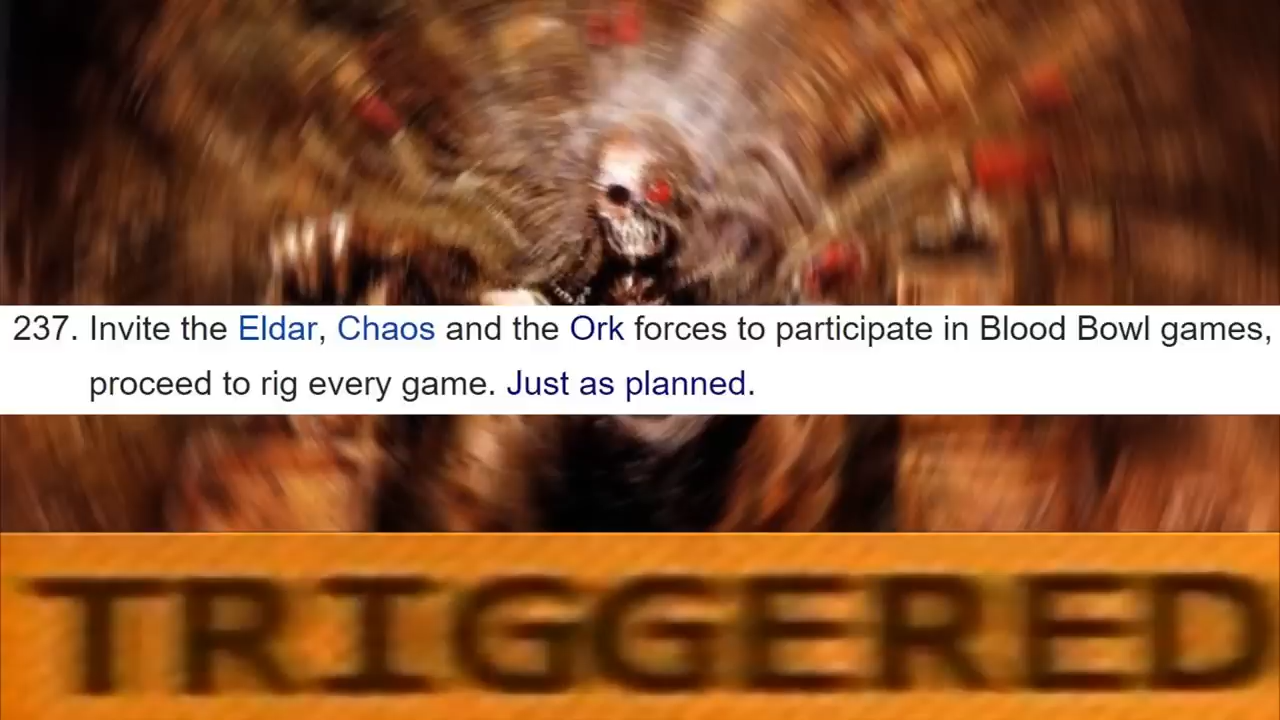 237. Invite the Eldar, Chaos and the Ork forces to participate in Blood Bowl games,
proceed to rig every game. Just as planned.
TRIGGERED